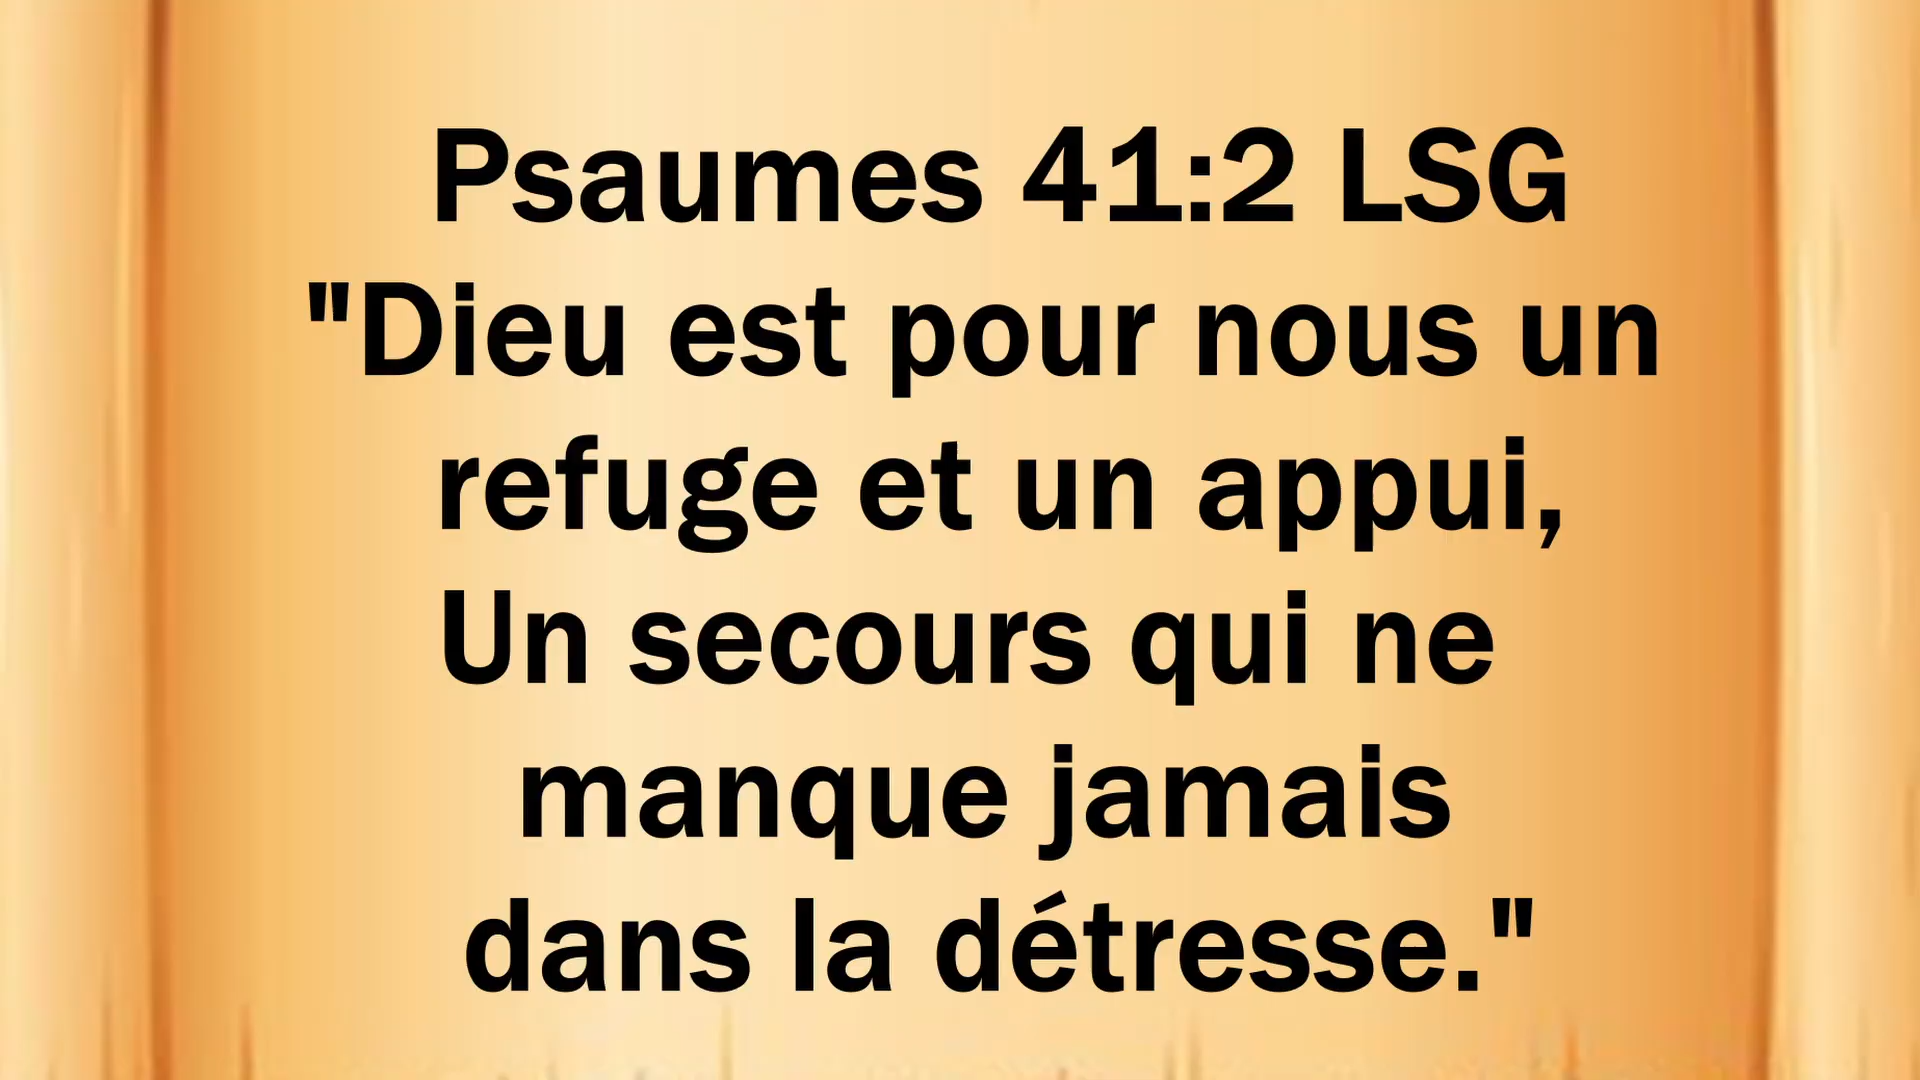 Psaumes 41:2 LSG
"Dieu est pour nous un
refuge et un appui,
Un secours qui ne
manque jamais
dans la détresse."